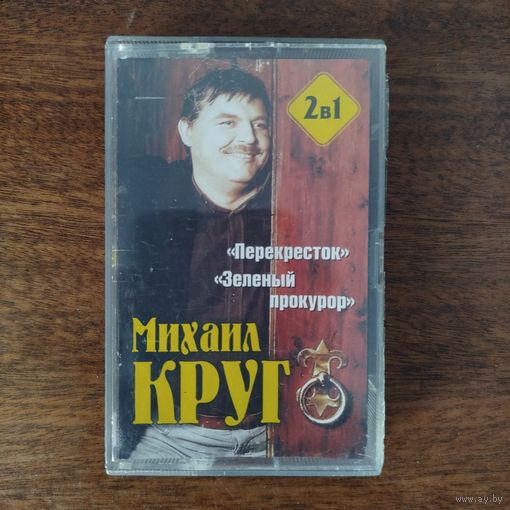 2в1
«Перекресток»
«Зеленый
прокурор»
Михаил
КРУГ
www.ay.by